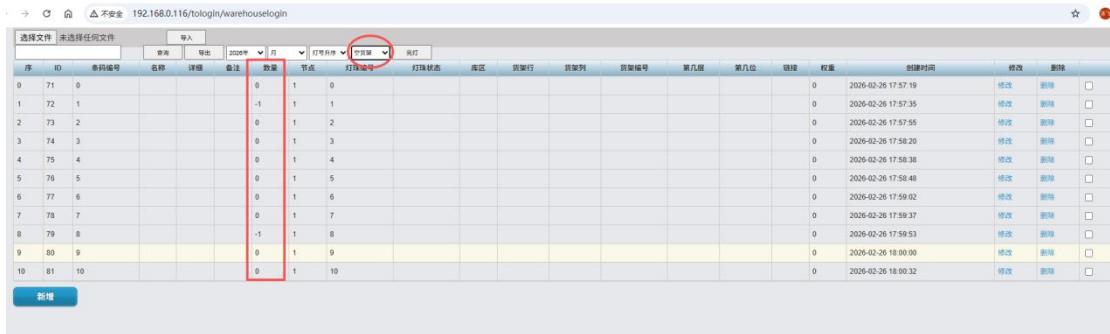 不安全 192.168.0.116/tologin/warehouselogin
选择文件 未选择任何文件 导入
查询 导出 2026年 月 灯号升序 空货架 亮灯
序 ID 条码编号 名称 详细 备注 数量 节点 灯珠编号 灯珠状态 库区 货架行 货架列 货架编号 第几层 第几位 链接 权重 创建时间 修改 删除
0 71 0 0 1 0 0 2026-02-26 17:57:19 修改 删除
1 72 1 -1 1 1 0 2026-02-26 17:57:35 修改 删除
2 73 2 0 1 2 0 2026-02-26 17:57:55 修改 删除
3 74 3 0 1 3 0 2026-02-26 17:58:20 修改 删除
4 75 4 0 1 4 0 2026-02-26 17:58:38 修改 删除
5 76 5 0 1 5 0 2026-02-26 17:58:48 修改 删除
6 77 6 0 1 6 0 2026-02-26 17:59:02 修改 删除
7 78 7 0 1 7 0 2026-02-26 17:59:37 修改 删除
8 79 8 -1 1 8 0 2026-02-26 17:59:53 修改 删除
9 80 9 0 1 9 0 2026-02-26 18:00:00 修改 删除
10 81 10 0 1 10 0 2026-02-26 18:00:32 修改 删除
新增